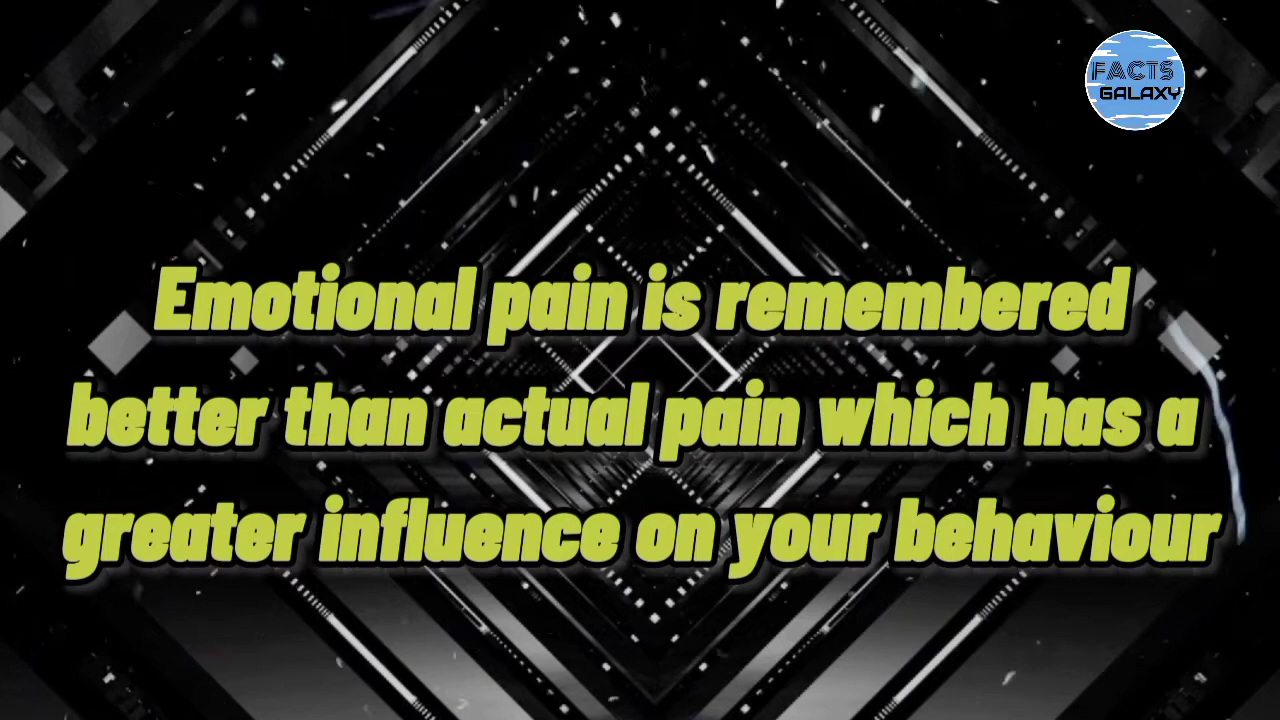 FACTS
GALAXY
Emotional pain is remembered
better than actual pain which has a
greater influence on your behaviour